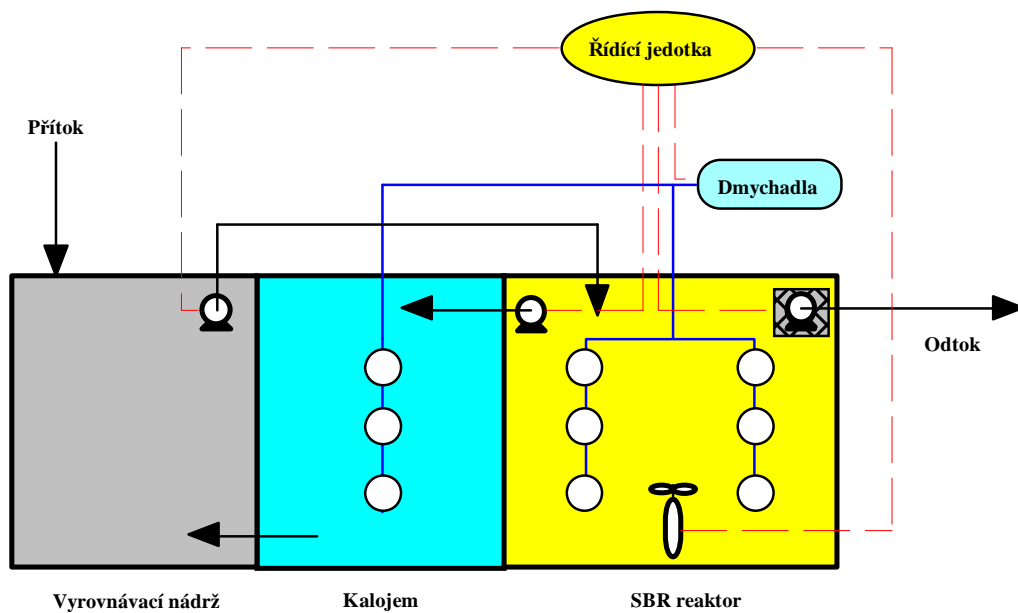 Řídící jedotka
Přítok
Dmychadla
Odtok
Vyrovnávací nádrž
Kalojem
SBR reaktor